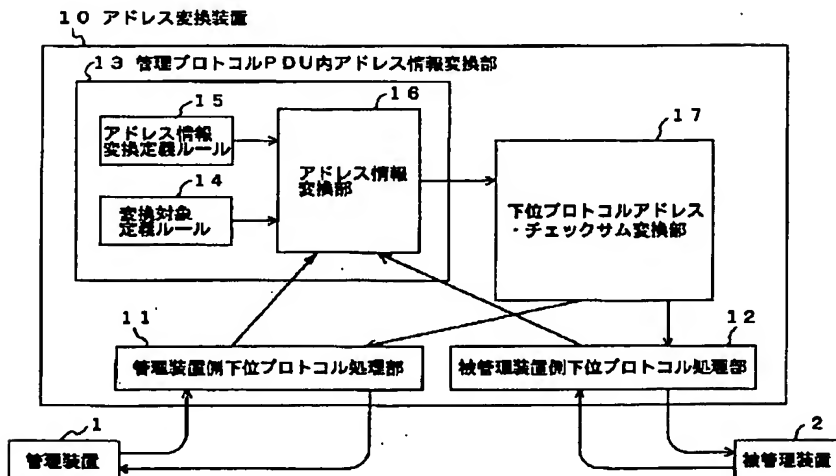 10 アドレス変換装置
13 管理プロトコルPDU内アドレス情報変換部
15
16
17
アドレス情報
変換定義ルール
14
変換対象
定義ルール
アドレス情報
変換部
下位プロトコルアドレス
・チェックサム変換部
11
12
管理装置側下位プロトコル処理部
被管理装置側下位プロトコル処理部
1
2
管理装置
被管理装置